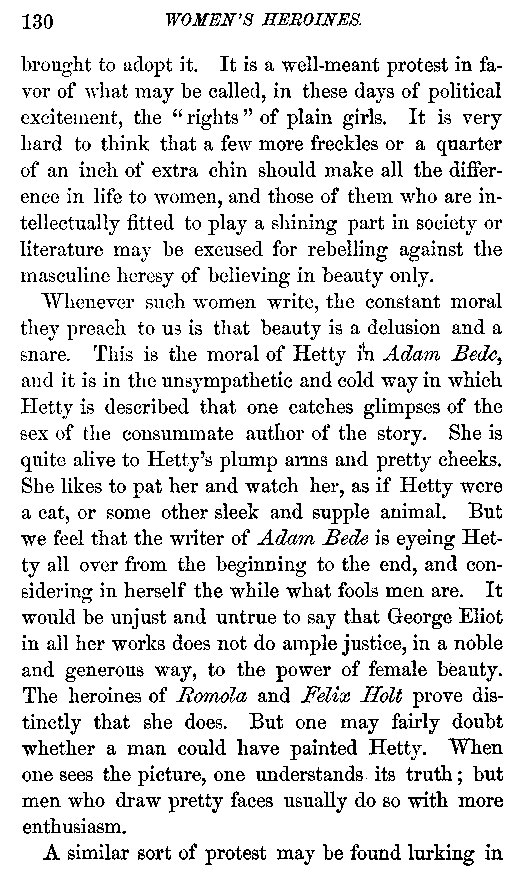 130 WOMEN'S HEROINES.
brought to adopt it. It is a well-meant protest in fa-
vor of what may be called, in these days of political
excitement, the "rights" of plain girls. It is very
hard to think that a few more freckles or a quarter
of an inch of extra chin should make all the differ-
ence in life to women, and those of them who are in-
tellectually fitted to play a shining part in society or
literature may be excused for rebelling against the
masculine heresy of believing in beauty only.
Whenever such women write, the constant moral
they preach to us is that beauty is a delusion and a
snare. This is the moral of Hetty in Adam Bede,
and it is in the unsympathetic and cold way in which
Hetty is described that one catches glimpses of the
sex of the consummate author of the story. She is
quite alive to Hetty's plump arms and pretty cheeks.
She likes to pat her and watch her, as if Hetty were
a cat, or some other sleek and supple animal. But
we feel that the writer of Adam Bede is eyeing Het-
ty all over from the beginning to the end, and con-
sidering in herself the while what fools men are. It
would be unjust and untrue to say that George Eliot
in all her works does not do ample justice, in a noble
and generous way, to the power of female beauty.
The heroines of Romola and Felix Holt prove dis-
tinctly that she does. But one may fairly doubt
whether a man could have painted Hetty. When
one sees the picture, one understands its truth; but
men who draw pretty faces usually do so with more
enthusiasm.
A similar sort of protest may be found lurking in